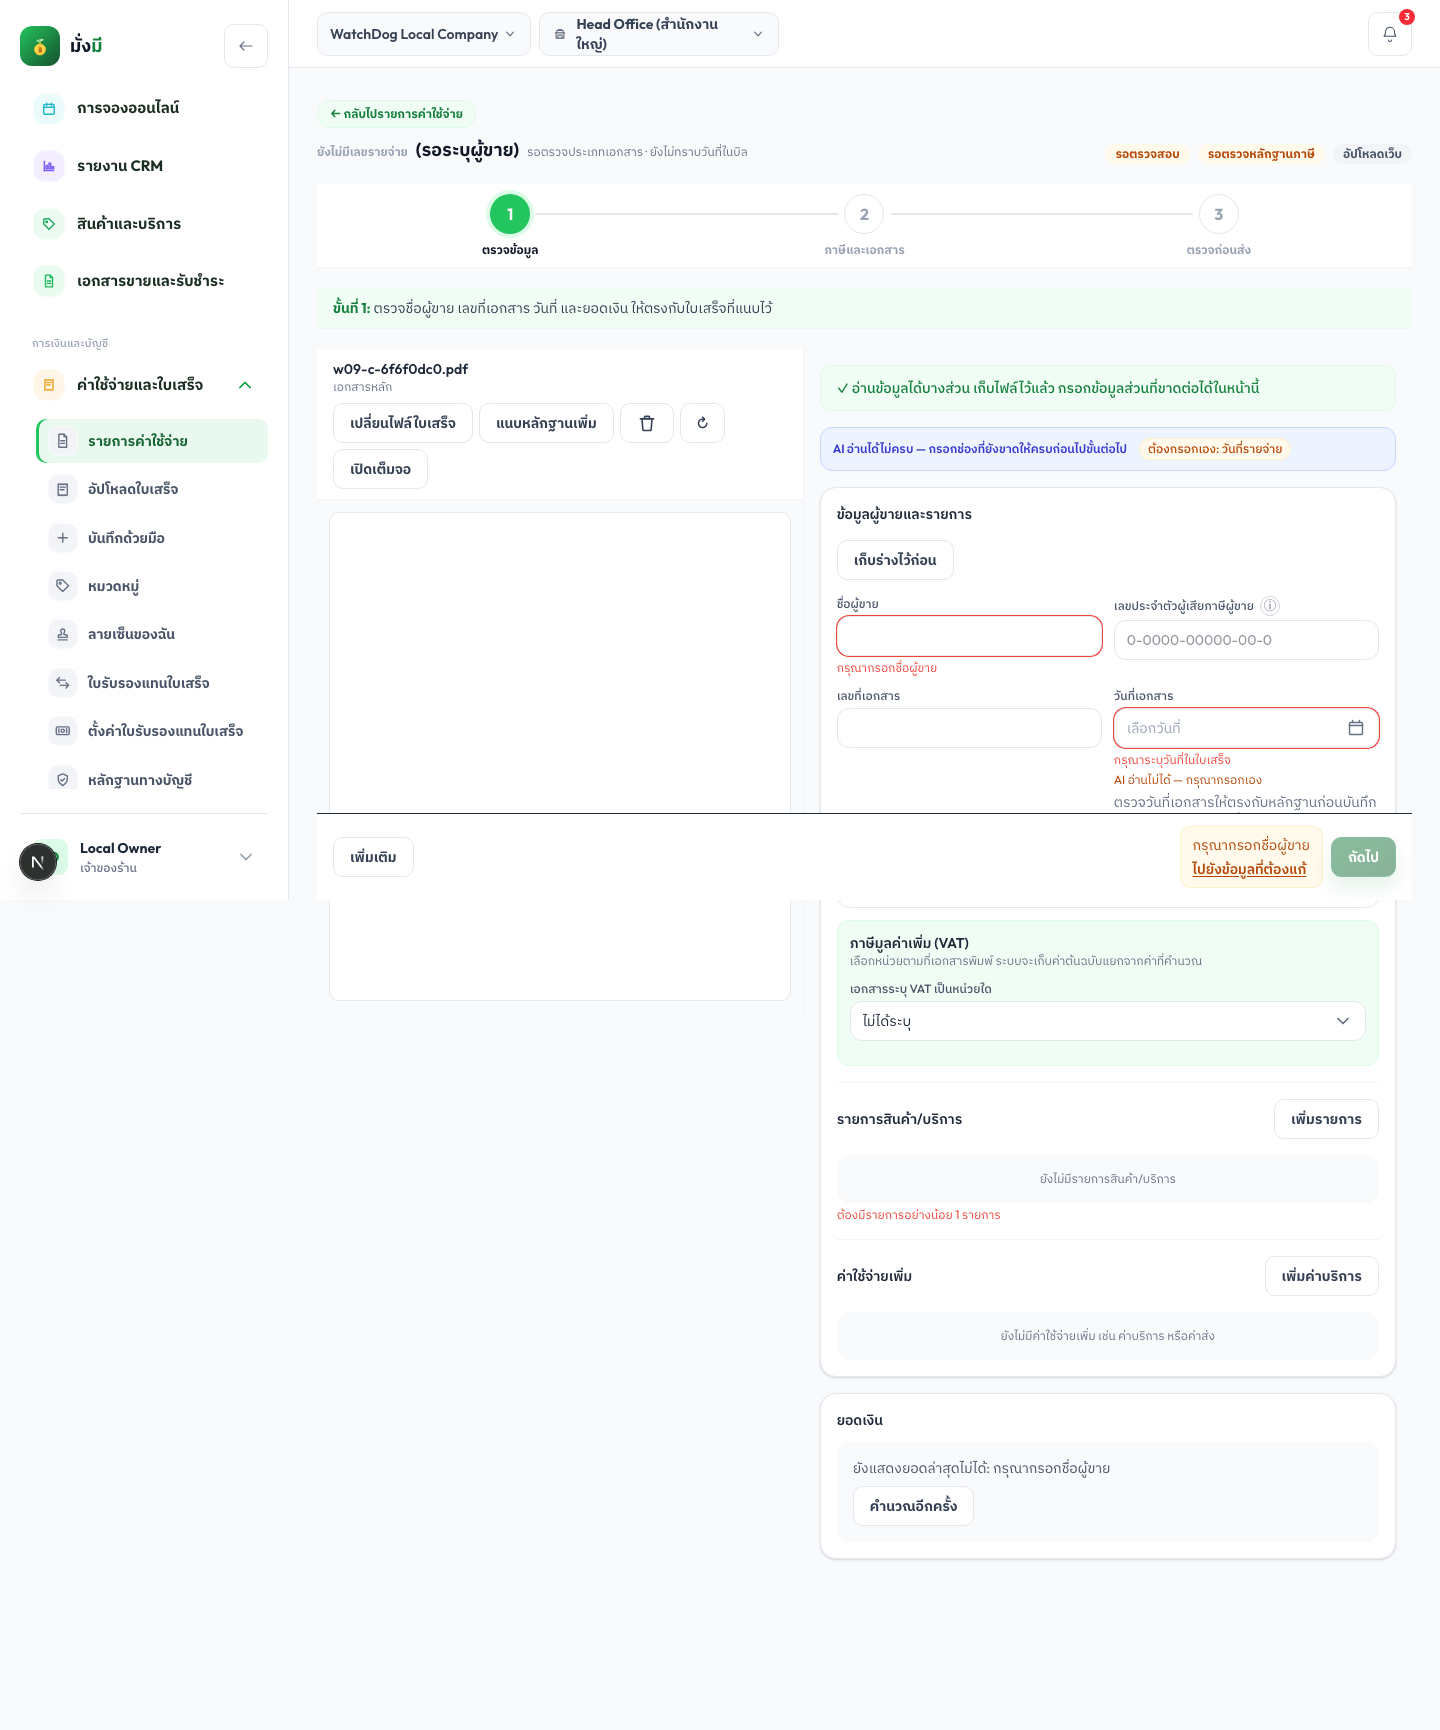 มั่งมี
การจองออนไลน์
รายงาน CRM
สินค้าและบริการ
เอกสารขายและรับชำระ
การเงินและบัญชี
ค่าใช้จ่ายและใบเสร็จ
รายการค่าใช้จ่าย
อัปโหลดใบเสร็จ
บันทึกด้วยมือ
หมวดหมู่
ลายเซ็นของฉัน
ใบรับรองแทนใบเสร็จ
ตั้งค่าใบรับรองแทนใบเสร็จ
หลักฐานทางบัญชี
N
Local Owner
เจ้าของร้าน
WatchDog Local Company
Head Office (สำนักงาน
ใหญ่)
3
← กลับไปรายการค่าใช้จ่าย
ยังไม่มีเลขรายจ่าย (รอระบุผู้ขาย) รอตรวจประเภทเอกสาร · ยังไม่ทราบวันที่ในบิล
รอตรวจสอบ รอตรวจหลักฐานภาษี อัปโหลดเว็บ
1 2 3
ตรวจข้อมูล ภาษีและเอกสาร ตรวจก่อนส่ง
ขั้นที่ 1: ตรวจชื่อผู้ขาย เลขที่เอกสาร วันที่ และยอดเงิน ให้ตรงกับใบเสร็จที่แนบไว้
w09-c-6f6f0dc0.pdf
เอกสารหลัก
เปลี่ยนไฟล์ใบเสร็จ แนบหลักฐานเพิ่ม
เปิดเต็มจอ
✓ อ่านข้อมูลได้บางส่วน เก็บไฟล์ไว้แล้ว กรอกข้อมูลส่วนที่ขาดต่อได้ในหน้านี้
AI อ่านได้ไม่ครบ — กรอกช่องที่ยังขาดให้ครบก่อนไปขั้นต่อไป ต้องกรอกเอง: วันที่รายจ่าย
ข้อมูลผู้ขายและรายการ
เก็บร่างไว้ก่อน
ชื่อผู้ขาย
กรุณากรอกชื่อผู้ขาย
เลขประจำตัวผู้เสียภาษีผู้ขาย
0-0000-00000-00-0
เลขที่เอกสาร
วันที่เอกสาร
เลือกวันที่
กรุณาระบุวันที่ในใบเสร็จ
AI อ่านไม่ได้ — กรุณากรอกเอง
ตรวจวันที่เอกสารให้ตรงกับหลักฐานก่อนบันทึก
เพิ่มเติม
กรุณากรอกชื่อผู้ขาย
ไปยังข้อมูลที่ต้องแก้
ถัดไป
ภาษีมูลค่าเพิ่ม (VAT)
เลือกหน่วยตามที่เอกสารพิมพ์ ระบบจะเก็บค่าต้นฉบับแยกจากค่าที่คำนวณ
เอกสารระบุ VAT เป็นหน่วยใด
ไม่ได้ระบุ
รายการสินค้า/บริการ
เพิ่มรายการ
ยังไม่มีรายการสินค้า/บริการ
ต้องมีรายการอย่างน้อย 1 รายการ
ค่าใช้จ่ายเพิ่ม
เพิ่มค่าบริการ
ยังไม่มีค่าใช้จ่ายเพิ่ม เช่น ค่าบริการ หรือค่าส่ง
ยอดเงิน
ยังแสดงยอดล่าสุดไม่ได้: กรุณากรอกชื่อผู้ขาย
คำนวณอีกครั้ง